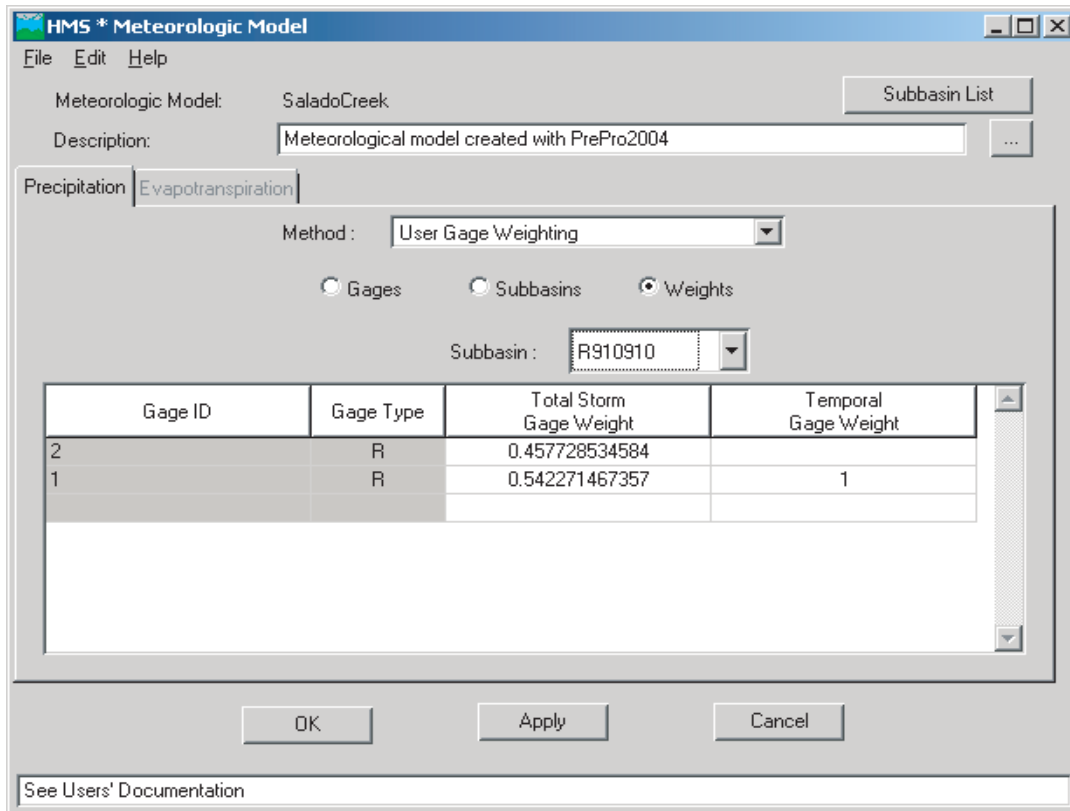 HMS * Meteorologic Model
File Edit Help
Meteorologic Model: SaladoCreek Subbasin List
Description: Meteorological model created with PrePro2004 ...
Precipitation Evapotranspiration
Method : User Gage Weighting
Gages Subbasins Weights
Subbasin : R910910
Gage ID Gage Type Total Storm Gage Weight Temporal Gage Weight
2 R 0.457728534584
1 R 0.542271467357 1
OK Apply Cancel
See Users' Documentation